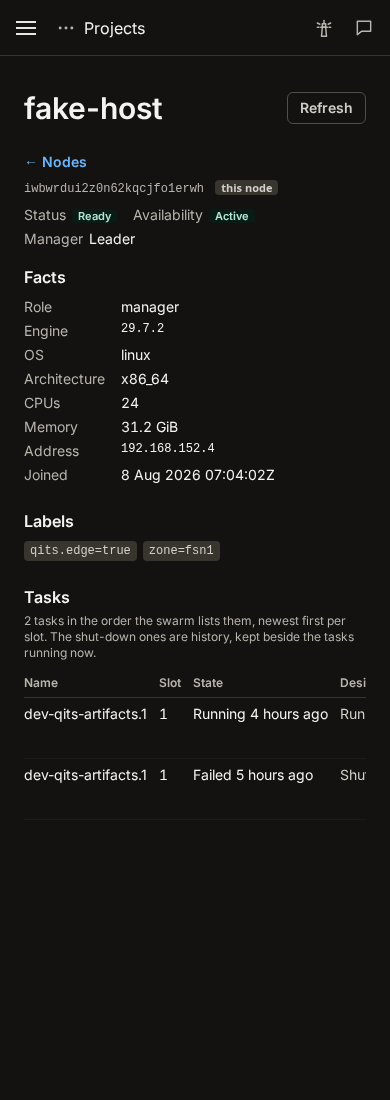 ··· Projects
fake-host
Refresh
← Nodes
iwbwrdui2z0n62kqcjfo1erwh this node
Status Ready Availability Active
Manager Leader
Facts
Role manager
Engine 29.7.2
OS linux
Architecture x86_64
CPUs 24
Memory 31.2 GiB
Address 192.168.152.4
Joined 8 Aug 2026 07:04:02Z
Labels
qits.edge=true zone=fsn1
Tasks
2 tasks in the order the swarm lists them, newest first per
slot. The shut-down ones are history, kept beside the tasks
running now.
Name Slot State Desi
dev-qits-artifacts.1 1 Running 4 hours ago Run
dev-qits-artifacts.1 1 Failed 5 hours ago Shu